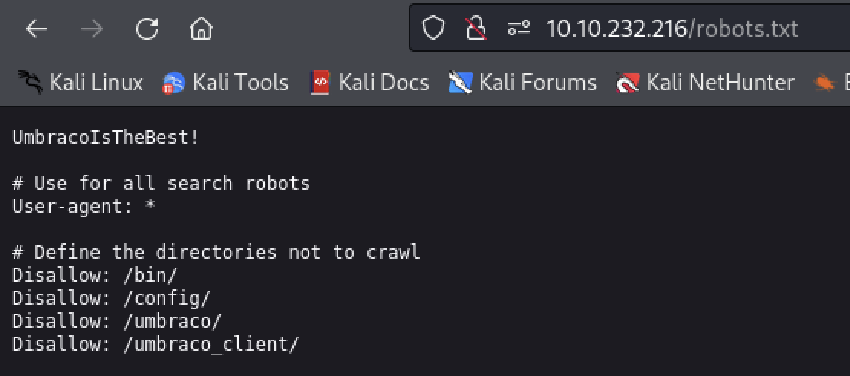 10.10.232.216/robots.txt
Kali Linux Kali Tools Kali Docs Kali Forums Kali NetHunter
UmbracoIsTheBest!
# Use for all search robots
User-agent: *
# Define the directories not to crawl
Disallow: /bin/
Disallow: /config/
Disallow: /umbraco/
Disallow: /umbraco_client/